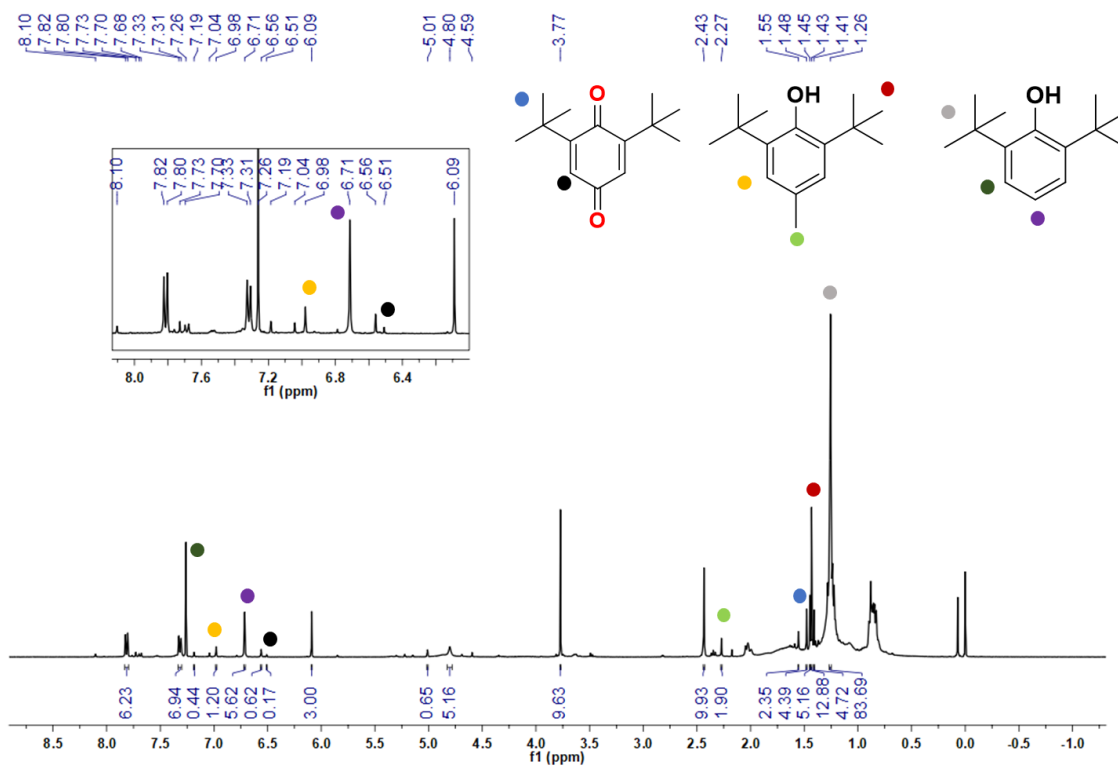 8.10 7.82 7.80 7.73 7.70 7.68 7.33 7.31 7.26 7.19 7.04 6.98 6.71 6.56 6.51 6.09 5.01 4.80 4.59 3.77 2.43 2.27 1.55 1.48 1.45 1.43 1.41 1.26
O
OH
OH
O
8.10 7.82 7.80 7.73 7.70 7.33 7.31 7.26 7.19 7.04 6.98 6.71 6.56 6.51 6.09
8.0 7.6 7.2 6.8 6.4
f1 (ppm)
6.23 6.94 0.44 1.20 5.62 0.62 0.17 3.00 0.65 5.16 9.63 9.93 1.90 2.35 4.39 5.16 12.88 4.72 83.69
8.5 8.0 7.5 7.0 6.5 6.0 5.5 5.0 4.5 4.0 3.5 3.0 2.5 2.0 1.5 1.0 0.5 0.0 -0.5 -1.0
f1 (ppm)